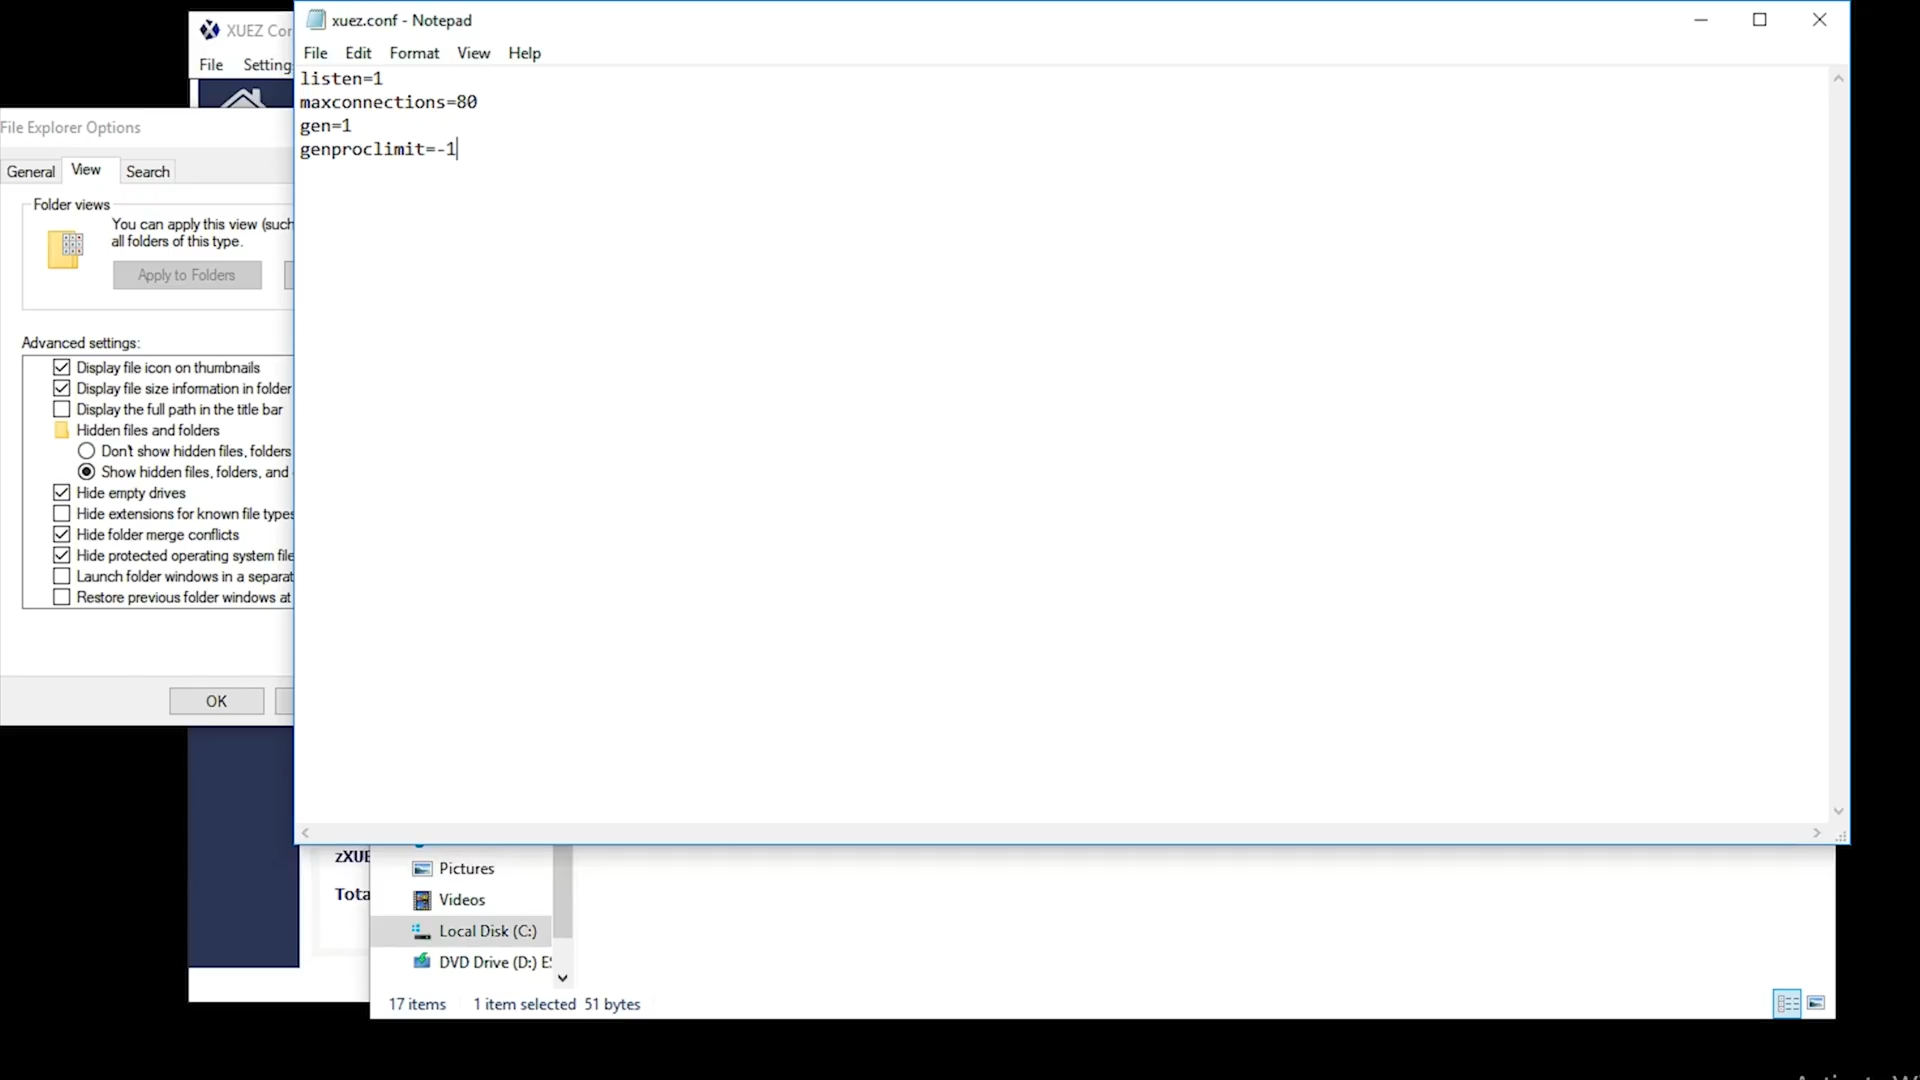 XUEZ
File Setting
xuez.conf - Notepad
File Edit Format View Help
listen=1
maxconnections=80
gen=1
genproclimit=-1
File Explorer Options
General View Search
Folder views
You can apply this view (such
all folders of this type.
Apply to Folders
Advanced settings:
Display file icon on thumbnails
Display file size information in folder
Display the full path in the title bar
Hidden files and folders
Don't show hidden files, folders
Show hidden files, folders, and
Hide empty drives
Hide extensions for known file types
Hide folder merge conflicts
Hide protected operating system file
Launch folder windows in a separat
Restore previous folder windows at
OK
zXUE
Tota
Pictures
Videos
Local Disk (C:)
DVD Drive (D:)
17 items 1 item selected 51 bytes